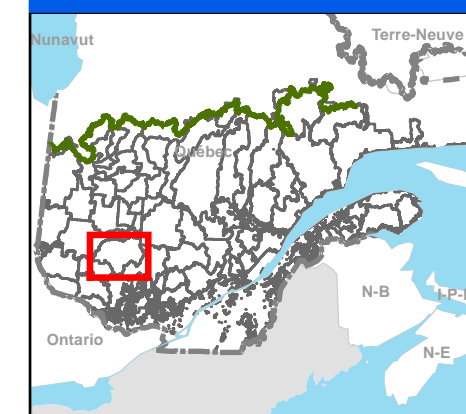 Nunavut
Terre-Neuve
Québec
N-B
I-P-
Ontario
N-E